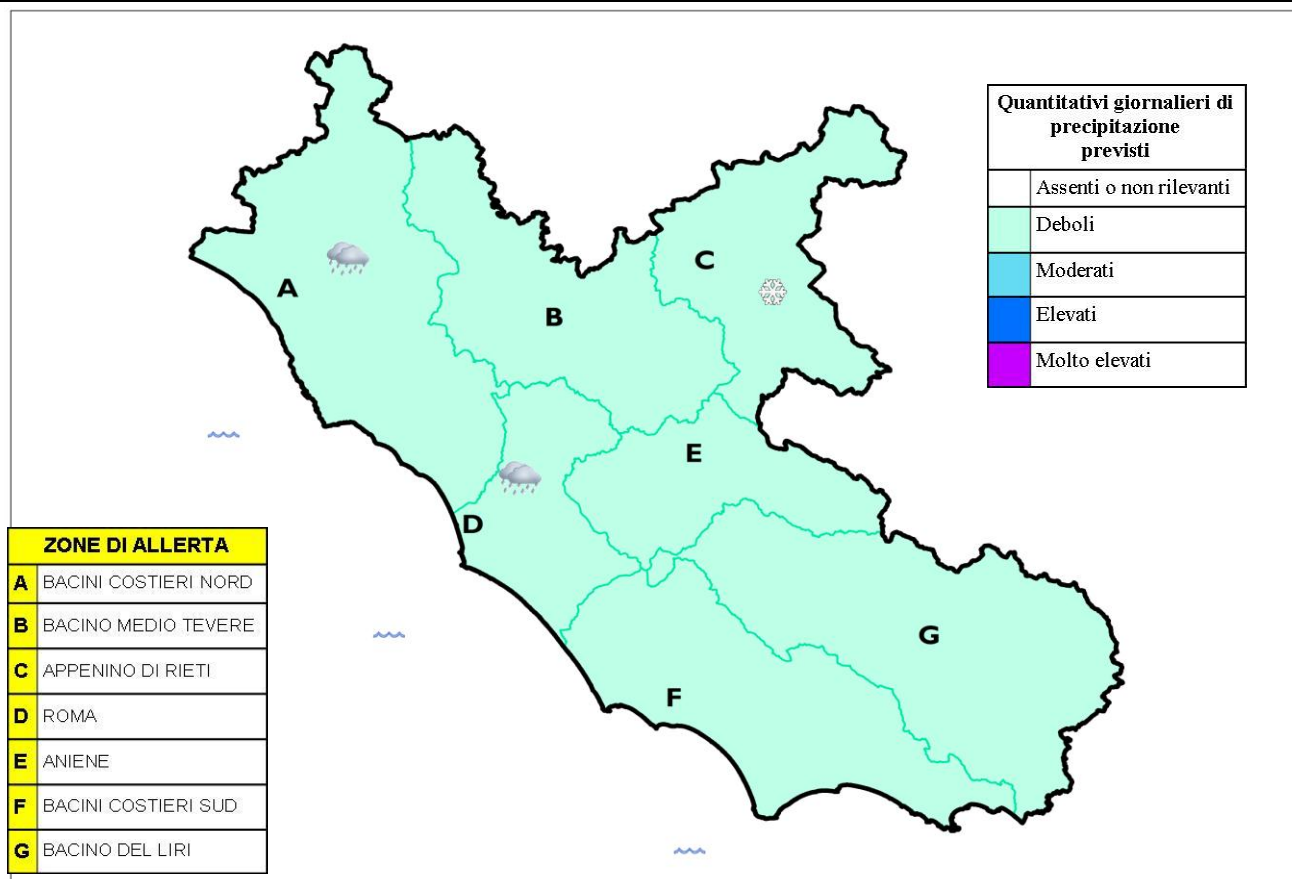 Quantitativi giornalieri di
precipitazione
previsti
Assenti o non rilevanti
Deboli
Moderati
Elevati
Molto elevati
A
B
C
D
E
F
G
ZONE DI ALLERTA
A BACINI COSTIERI NORD
B BACINO MEDIO TEVERE
C APPENINO DI RIETI
D ROMA
E ANIENE
F BACINI COSTIERI SUD
G BACINO DEL LIRI